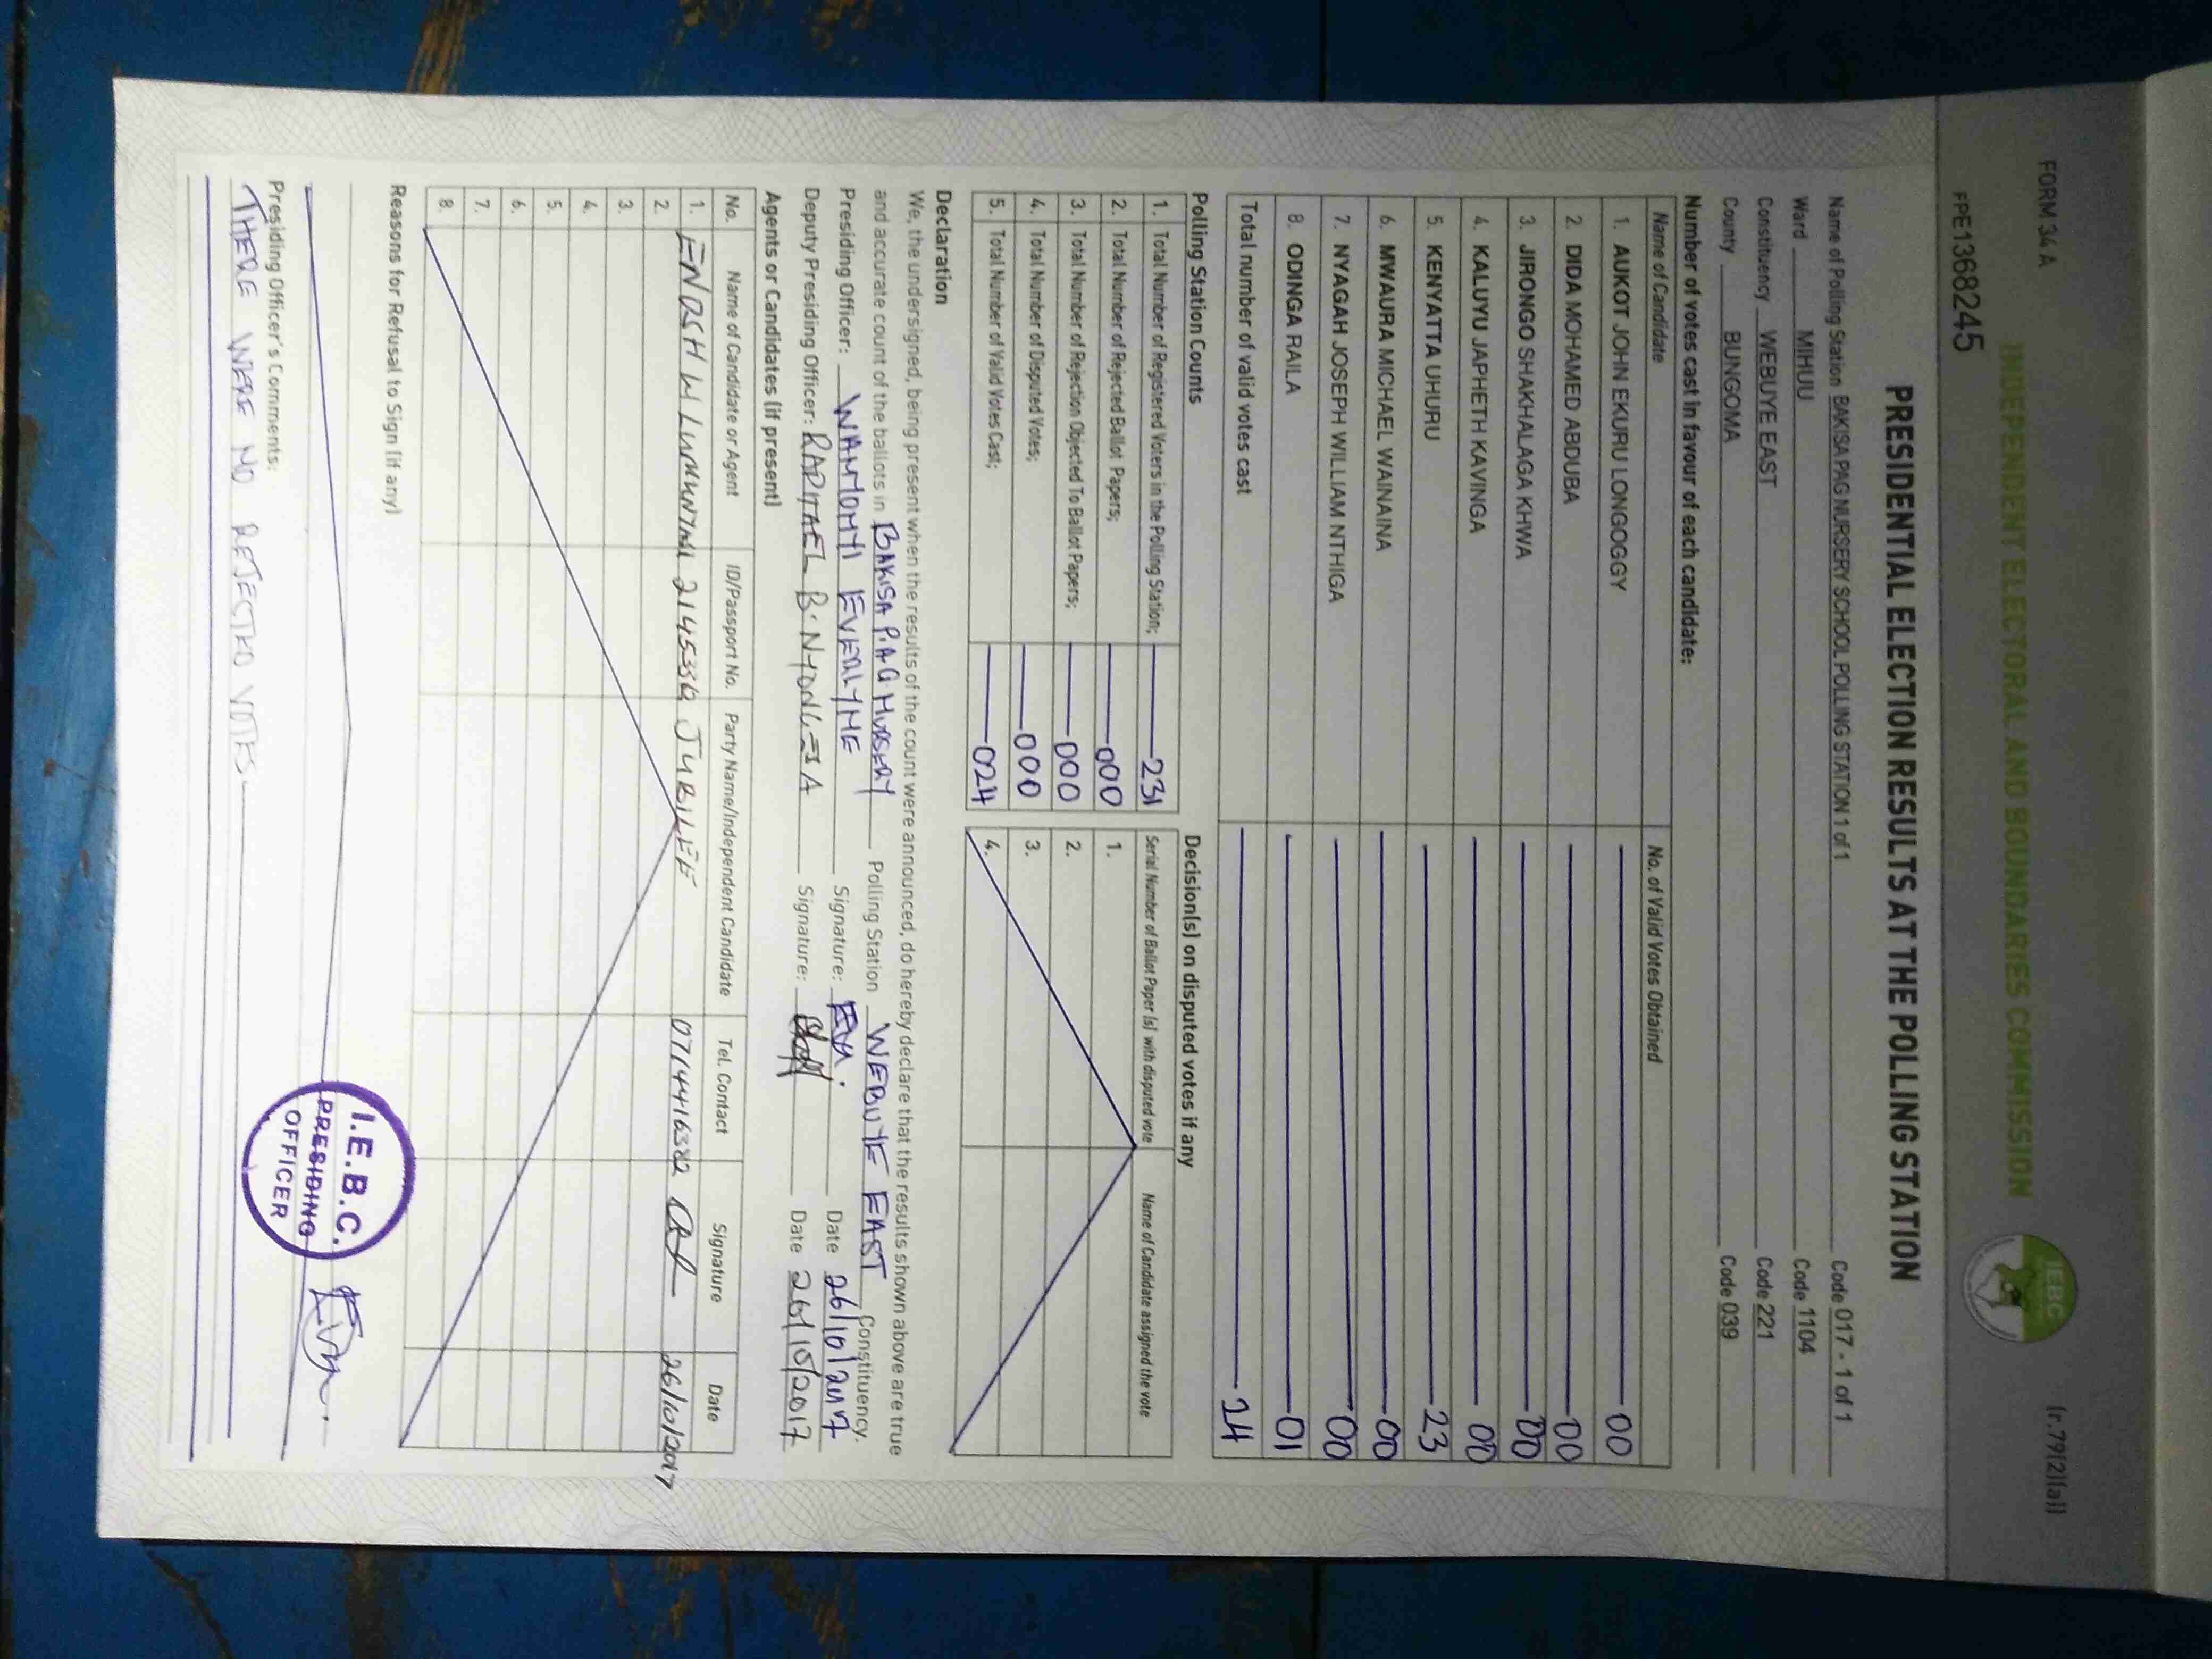 FORM 34 A
(r.79(2)(a))
INDEPENDENT ELECTORAL AND BOUNDARIES COMMISSION
IEBC
FPE1368245
PRESIDENTIAL ELECTION RESULTS AT THE POLLING STATION
Name of Polling Station BAKISA PAG NURSERY SCHOOL POLLING STATION 1 of 1 Code 017 - 1 of 1
Ward MIHUU Code 1104
Constituency WEBUYE EAST Code 221
County BUNGOMA Code 039
Number of votes cast in favour of each candidate:
Name of Candidate No. of Valid Votes Obtained
1. AUKOT JOHN EKURU LONGOGGY 00
2. DIDA MOHAMED ABDUBA 00
3. JIRONGO SHAKHALAGA KHWA 00
4. KALUYU JAPHETH KAVINGA 00
5. KENYATTA UHURU 23
6. MWAURA MICHAEL WAINAINA 00
7. NYAGAH JOSEPH WILLIAM NTHIGA 00
8. ODINGA RAILA 01
Total number of valid votes cast 24
Polling Station Counts
1. Total Number of Registered Voters in the Polling Station; 231
2. Total Number of Rejected Ballot Papers; 000
3. Total Number of Rejection Objected To Ballot Papers; 000
4. Total Number of Disputed Votes; 000
5. Total Number of Valid Votes Cast; 024
Decision(s) on disputed votes if any
Serial Number of Ballot Paper (s) with disputed vote Name of Candidate assigned the vote
1.
2.
3.
4.
Declaration
We, the undersigned, being present when the results of the count were announced, do hereby declare that the results shown above are true
and accurate count of the ballots in BAKISA P.A.G NURSERY Polling Station WEBUYE EAST Constituency.
Presiding Officer: WAMTOMYI EVERLYNE Signature: Date 26/10/2017
Deputy Presiding Officer: RAPHAEL B. Signature: Date 26/10/2017
Agents or Candidates (if present)
No. Name of Candidate or Agent ID/Passport No. Party Name/Independent Candidate Tel. Contact Signature Date
1. ENOSH W JUBILEE 0714416382 26/10/2017
2.
3.
4.
5.
6.
7.
8.
Reasons for Refusal to Sign (if any)
Presiding Officer's Comments:
THERE WERE NO REJECTED VOTES
I.E.B.C.
PRESIDING
OFFICER